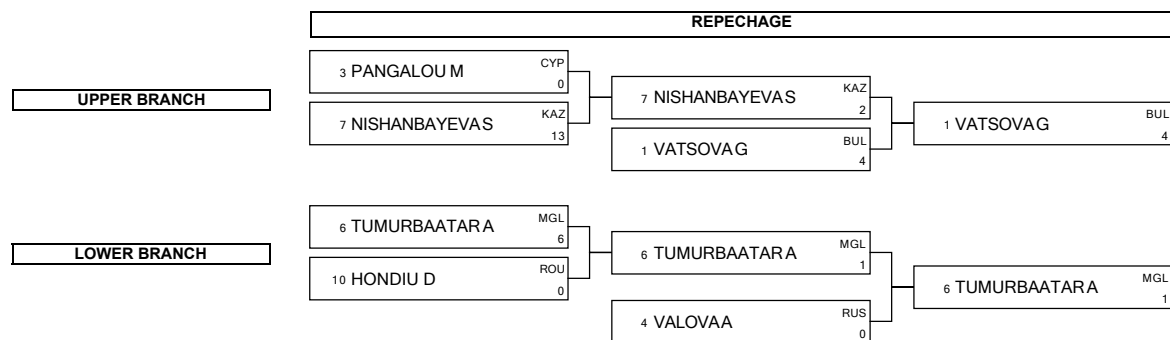 REPECHAGE
UPPER BRANCH
3 PANGALOU M CYP 0
7 NISHANBAYEVA S KAZ 13
7 NISHANBAYEVA S KAZ 2
1 VATSOVA G BUL 4
1 VATSOVA G BUL 4
LOWER BRANCH
6 TUMURBAATAR A MGL 6
10 HONDIU D ROU 0
6 TUMURBAATAR A MGL 1
4 VALOVA A RUS 0
6 TUMURBAATAR A MGL 1